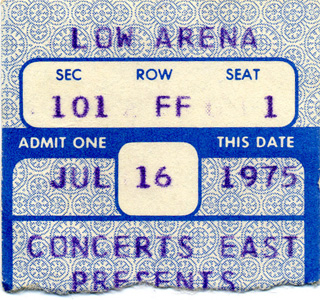 LOW ARENA
SEC ROW SEAT
101 FF 1
ADMIT ONE THIS DATE
JUL 16 1975
CONCERTS EAST
PRESENTS